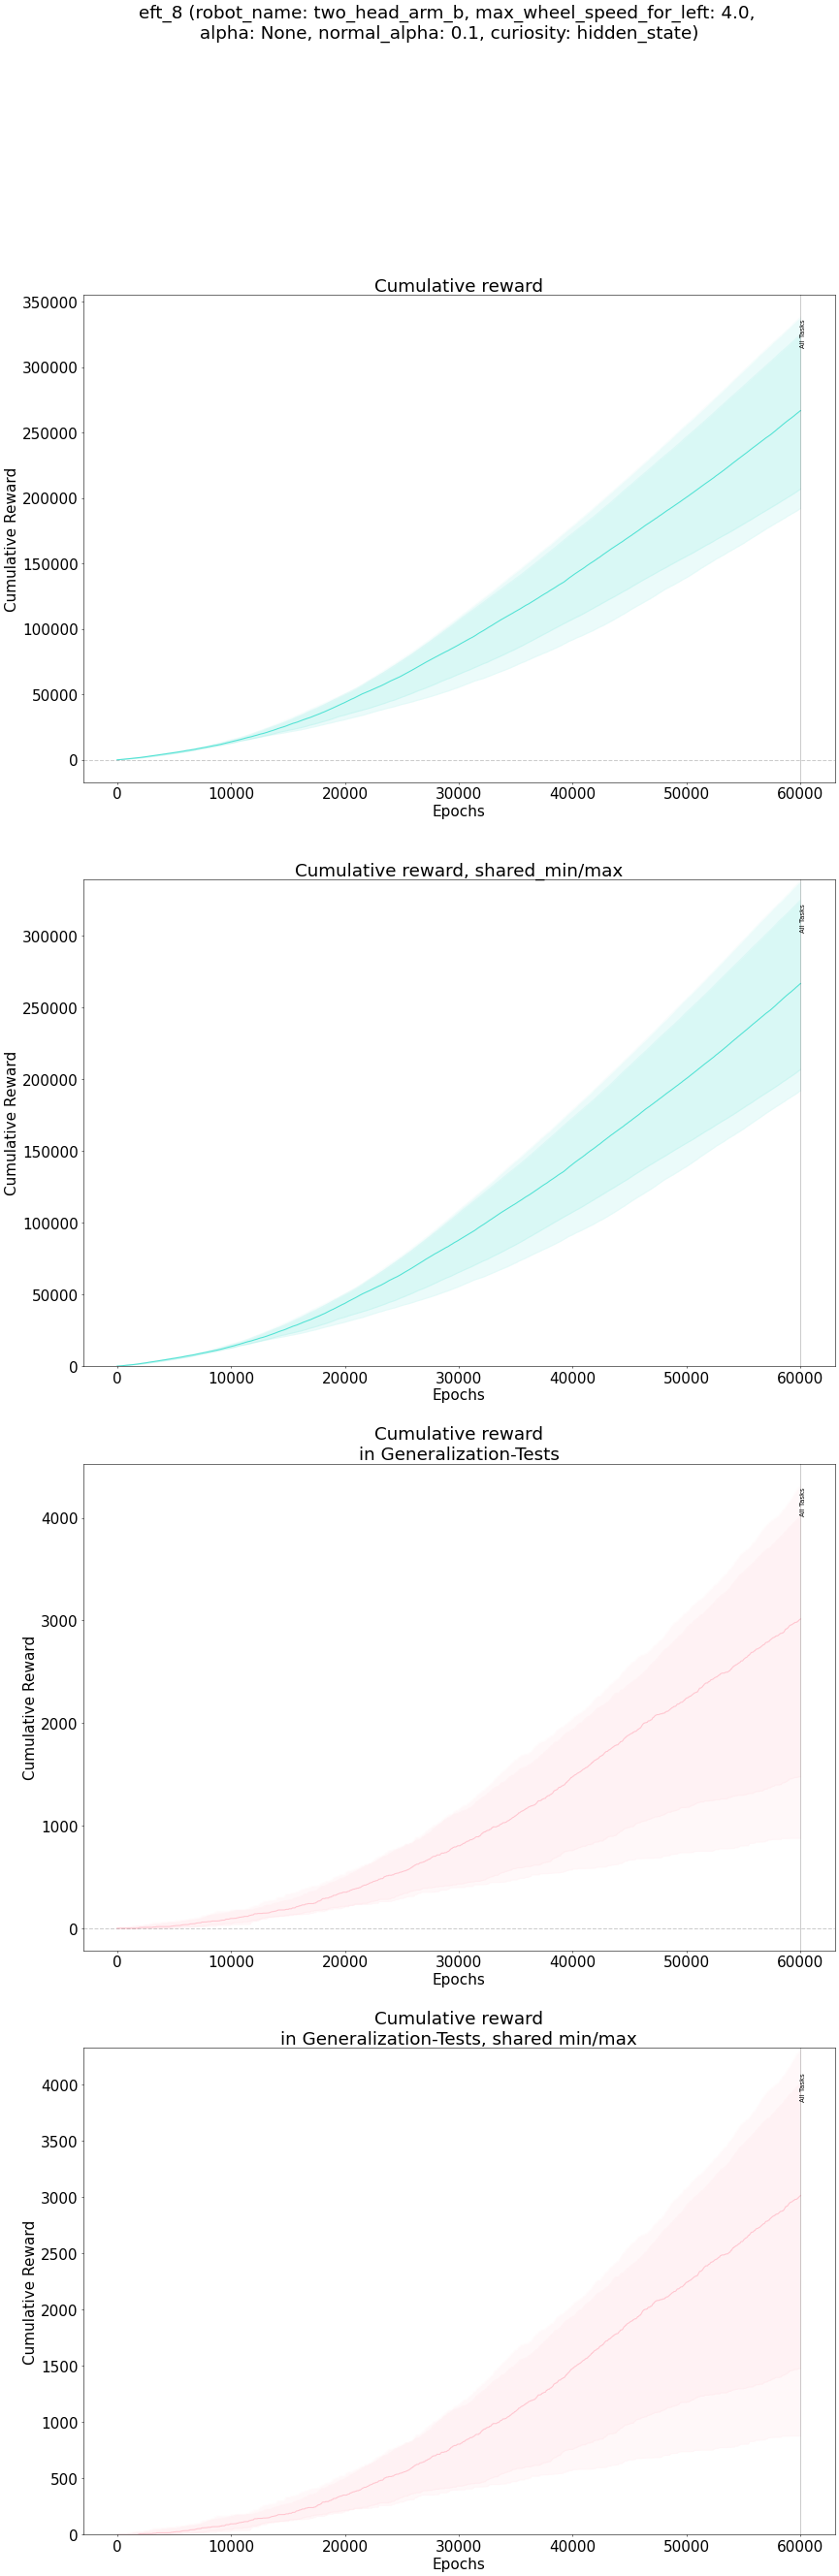 eft_8 (robot_name: two_head_arm_b, max_wheel_speed_for_left: 4.0,
alpha: None, normal_alpha: 0.1, curiosity: hidden_state)
Cumulative reward
350000
300000
250000
200000
150000
100000
50000
0
Cumulative Reward
All Tasks
0 10000 20000 30000 40000 50000 60000
Epochs
Cumulative reward, shared_min/max
300000
250000
200000
150000
100000
50000
0
Cumulative Reward
All Tasks
0 10000 20000 30000 40000 50000 60000
Epochs
Cumulative reward
in Generalization-Tests
4000
3000
2000
1000
0
Cumulative Reward
All Tasks
0 10000 20000 30000 40000 50000 60000
Epochs
Cumulative reward
in Generalization-Tests, shared min/max
4000
3500
3000
2500
2000
1500
1000
500
0
Cumulative Reward
All Tasks
0 10000 20000 30000 40000 50000 60000
Epochs